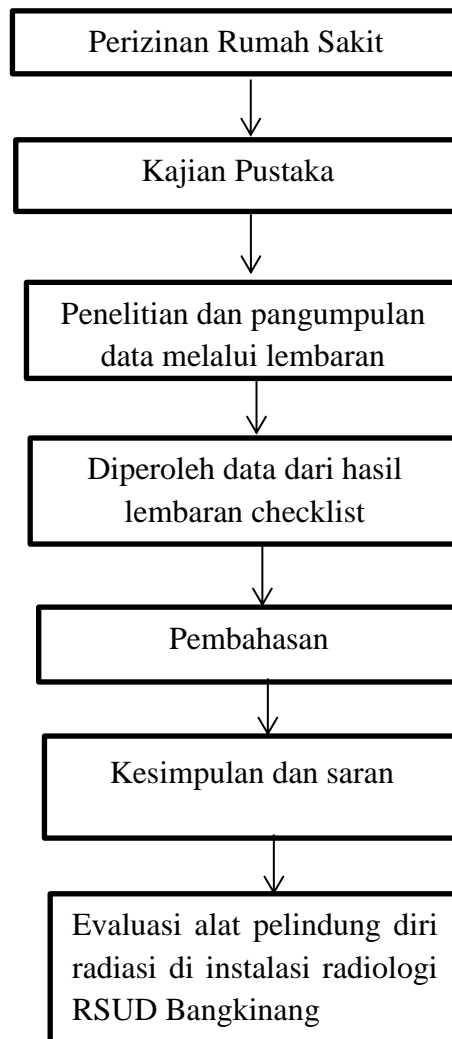 Perizinan Rumah Sakit
Kajian Pustaka
Penelitian dan pangumpulan
data melalui lembaran
Diperoleh data dari hasil
lembaran checklist
Pembahasan
Kesimpulan dan saran
Evaluasi alat pelindung diri
radiasi di instalasi radiologi
RSUD Bangkinang